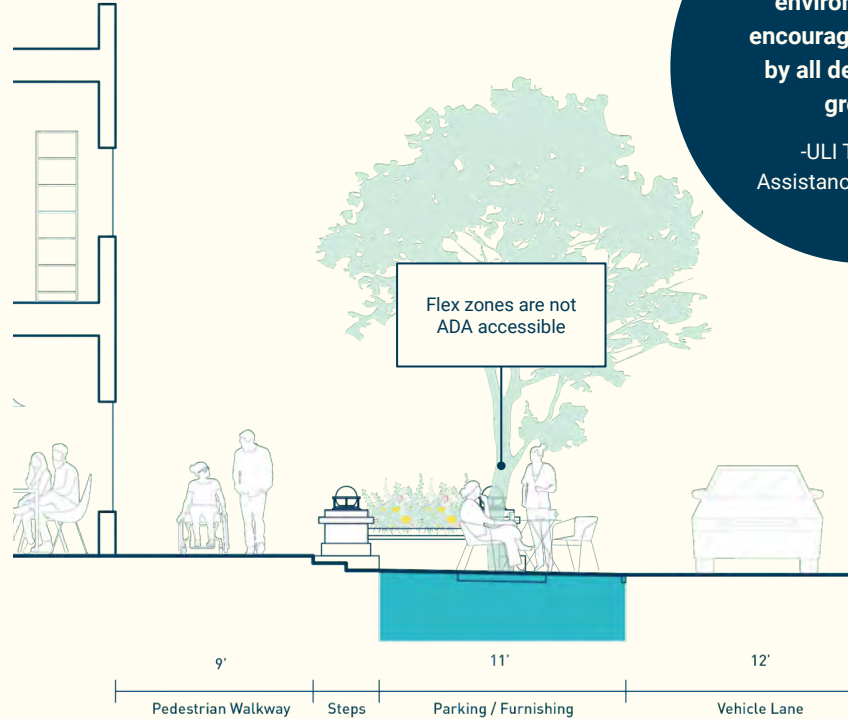 encourag
by all de
-ULI T
Assistanc
Flex zones are not
ADA accessible
9'
11'
12'
Pedestrian Walkway
Steps
Parking / Furnishing
Vehicle Lane